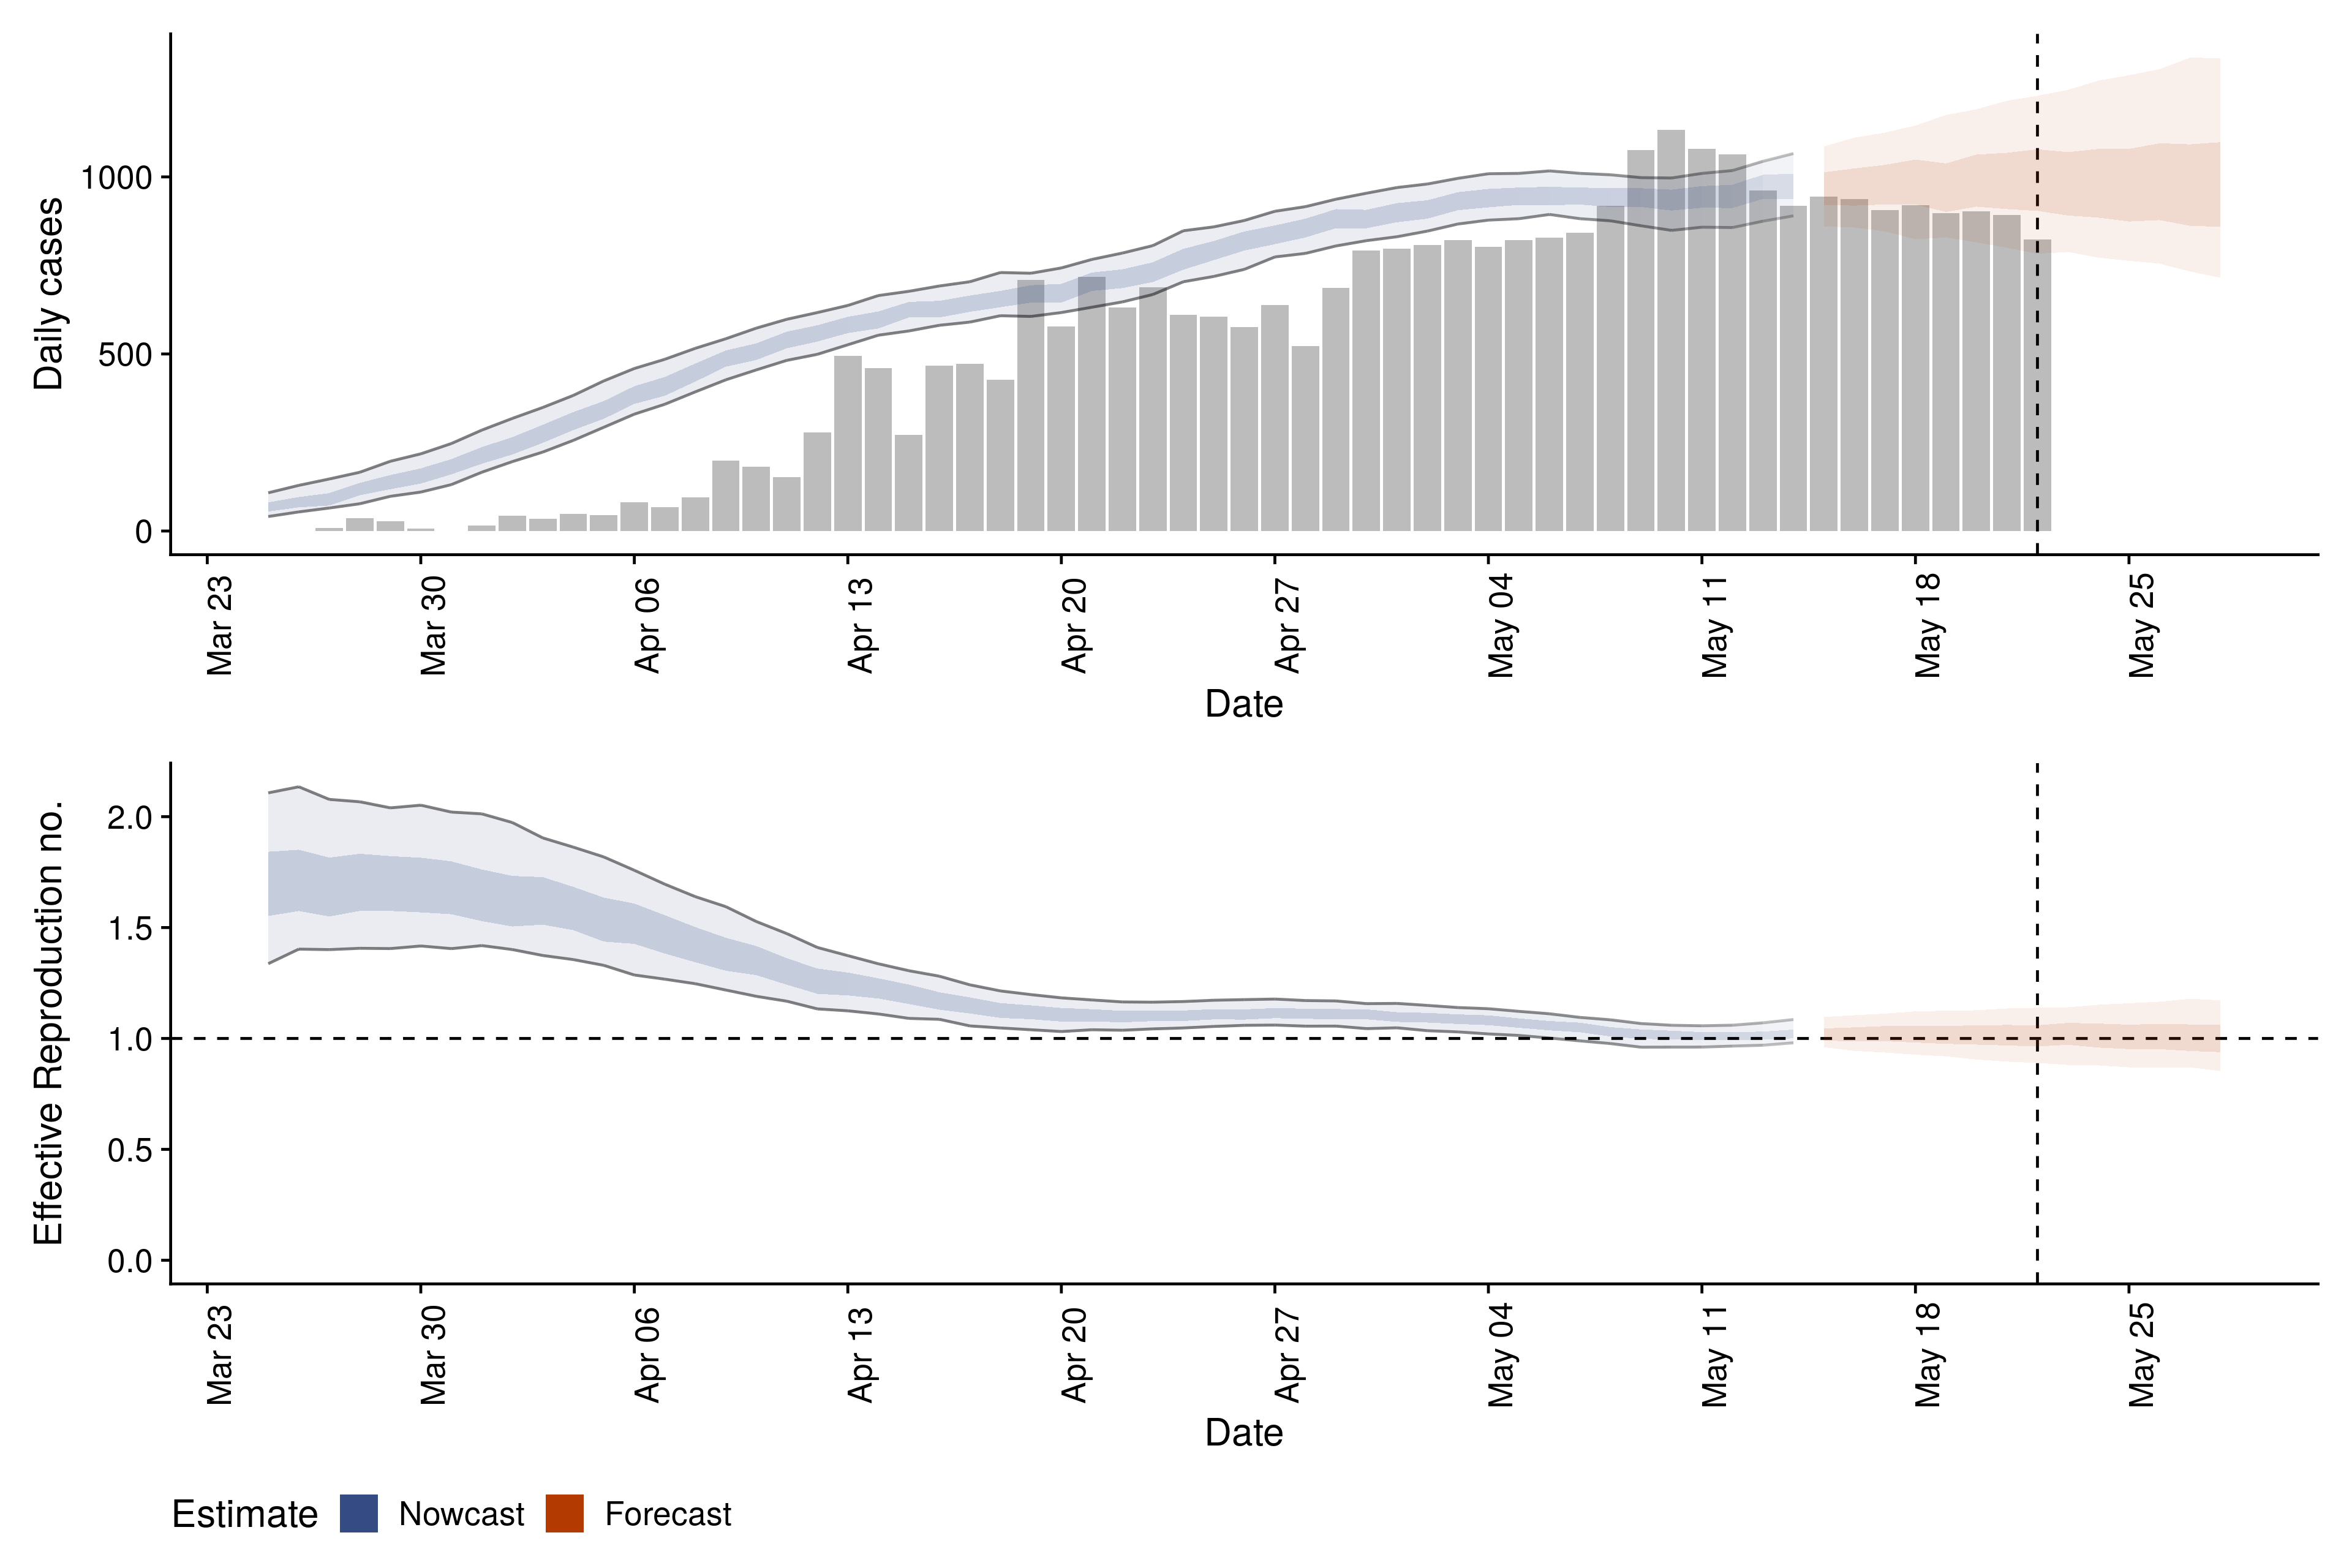 Daily cases
1000
500
0
Mar 23
Mar 30
Apr 06
Apr 13
Apr 20
Apr 27
May 04
May 11
May 18
May 25
Date
Effective Reproduction no.
2.0
1.5
1.0
0.5
0.0
Mar 23
Mar 30
Apr 06
Apr 13
Apr 20
Apr 27
May 04
May 11
May 18
May 25
Date
Estimate Nowcast Forecast